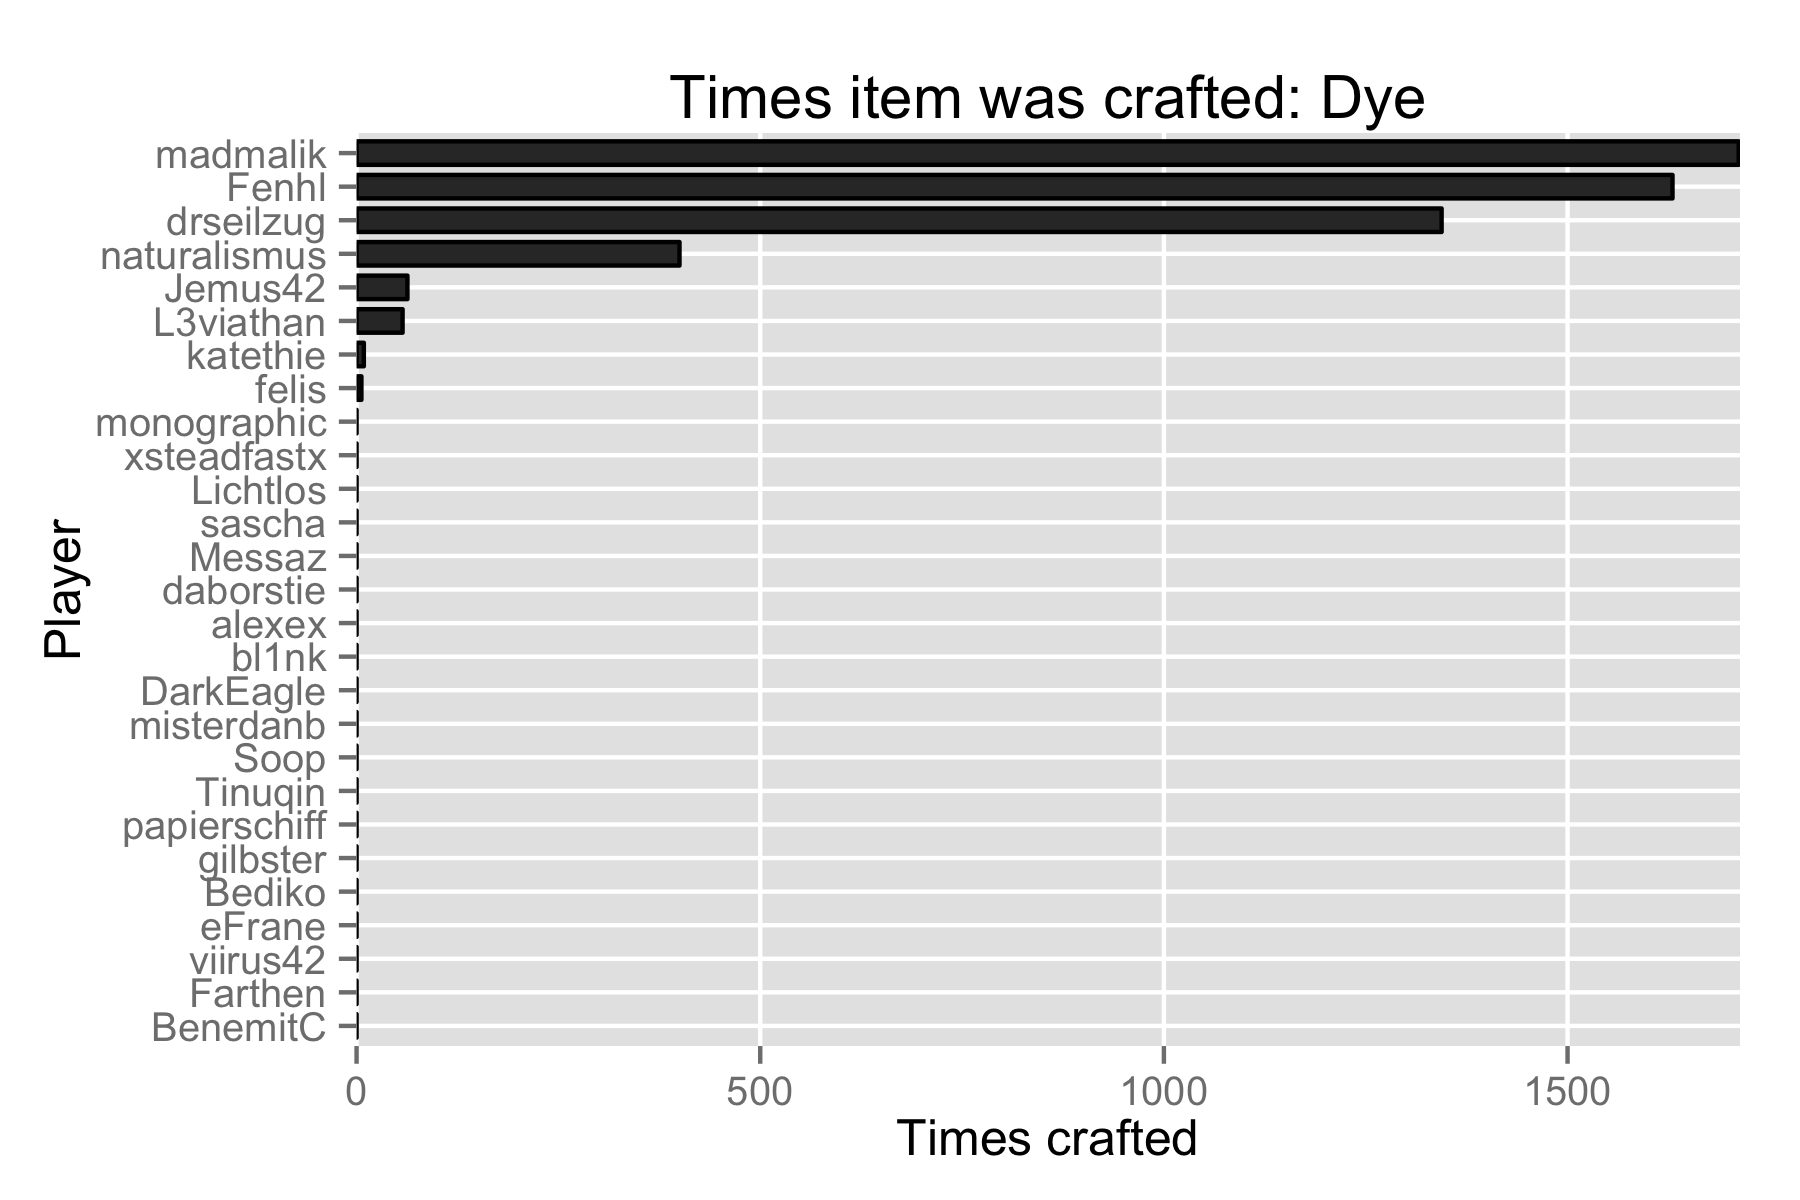 Times item was crafted: Dye
madmalik
Fenhl
drseilzug
naturalismus
Jemus42
L3viathan
katethie
felis
monographic
xsteadfastx
Lichtlos
sascha
Messaz
daborstie
alexex
bl1nk
DarkEagle
misterdanb
Soop
Tinuqin
papierschiff
gilbster
Bediko
eFrane
viirus42
Farthen
BenemitC
Player
0 500 1000 1500
Times crafted